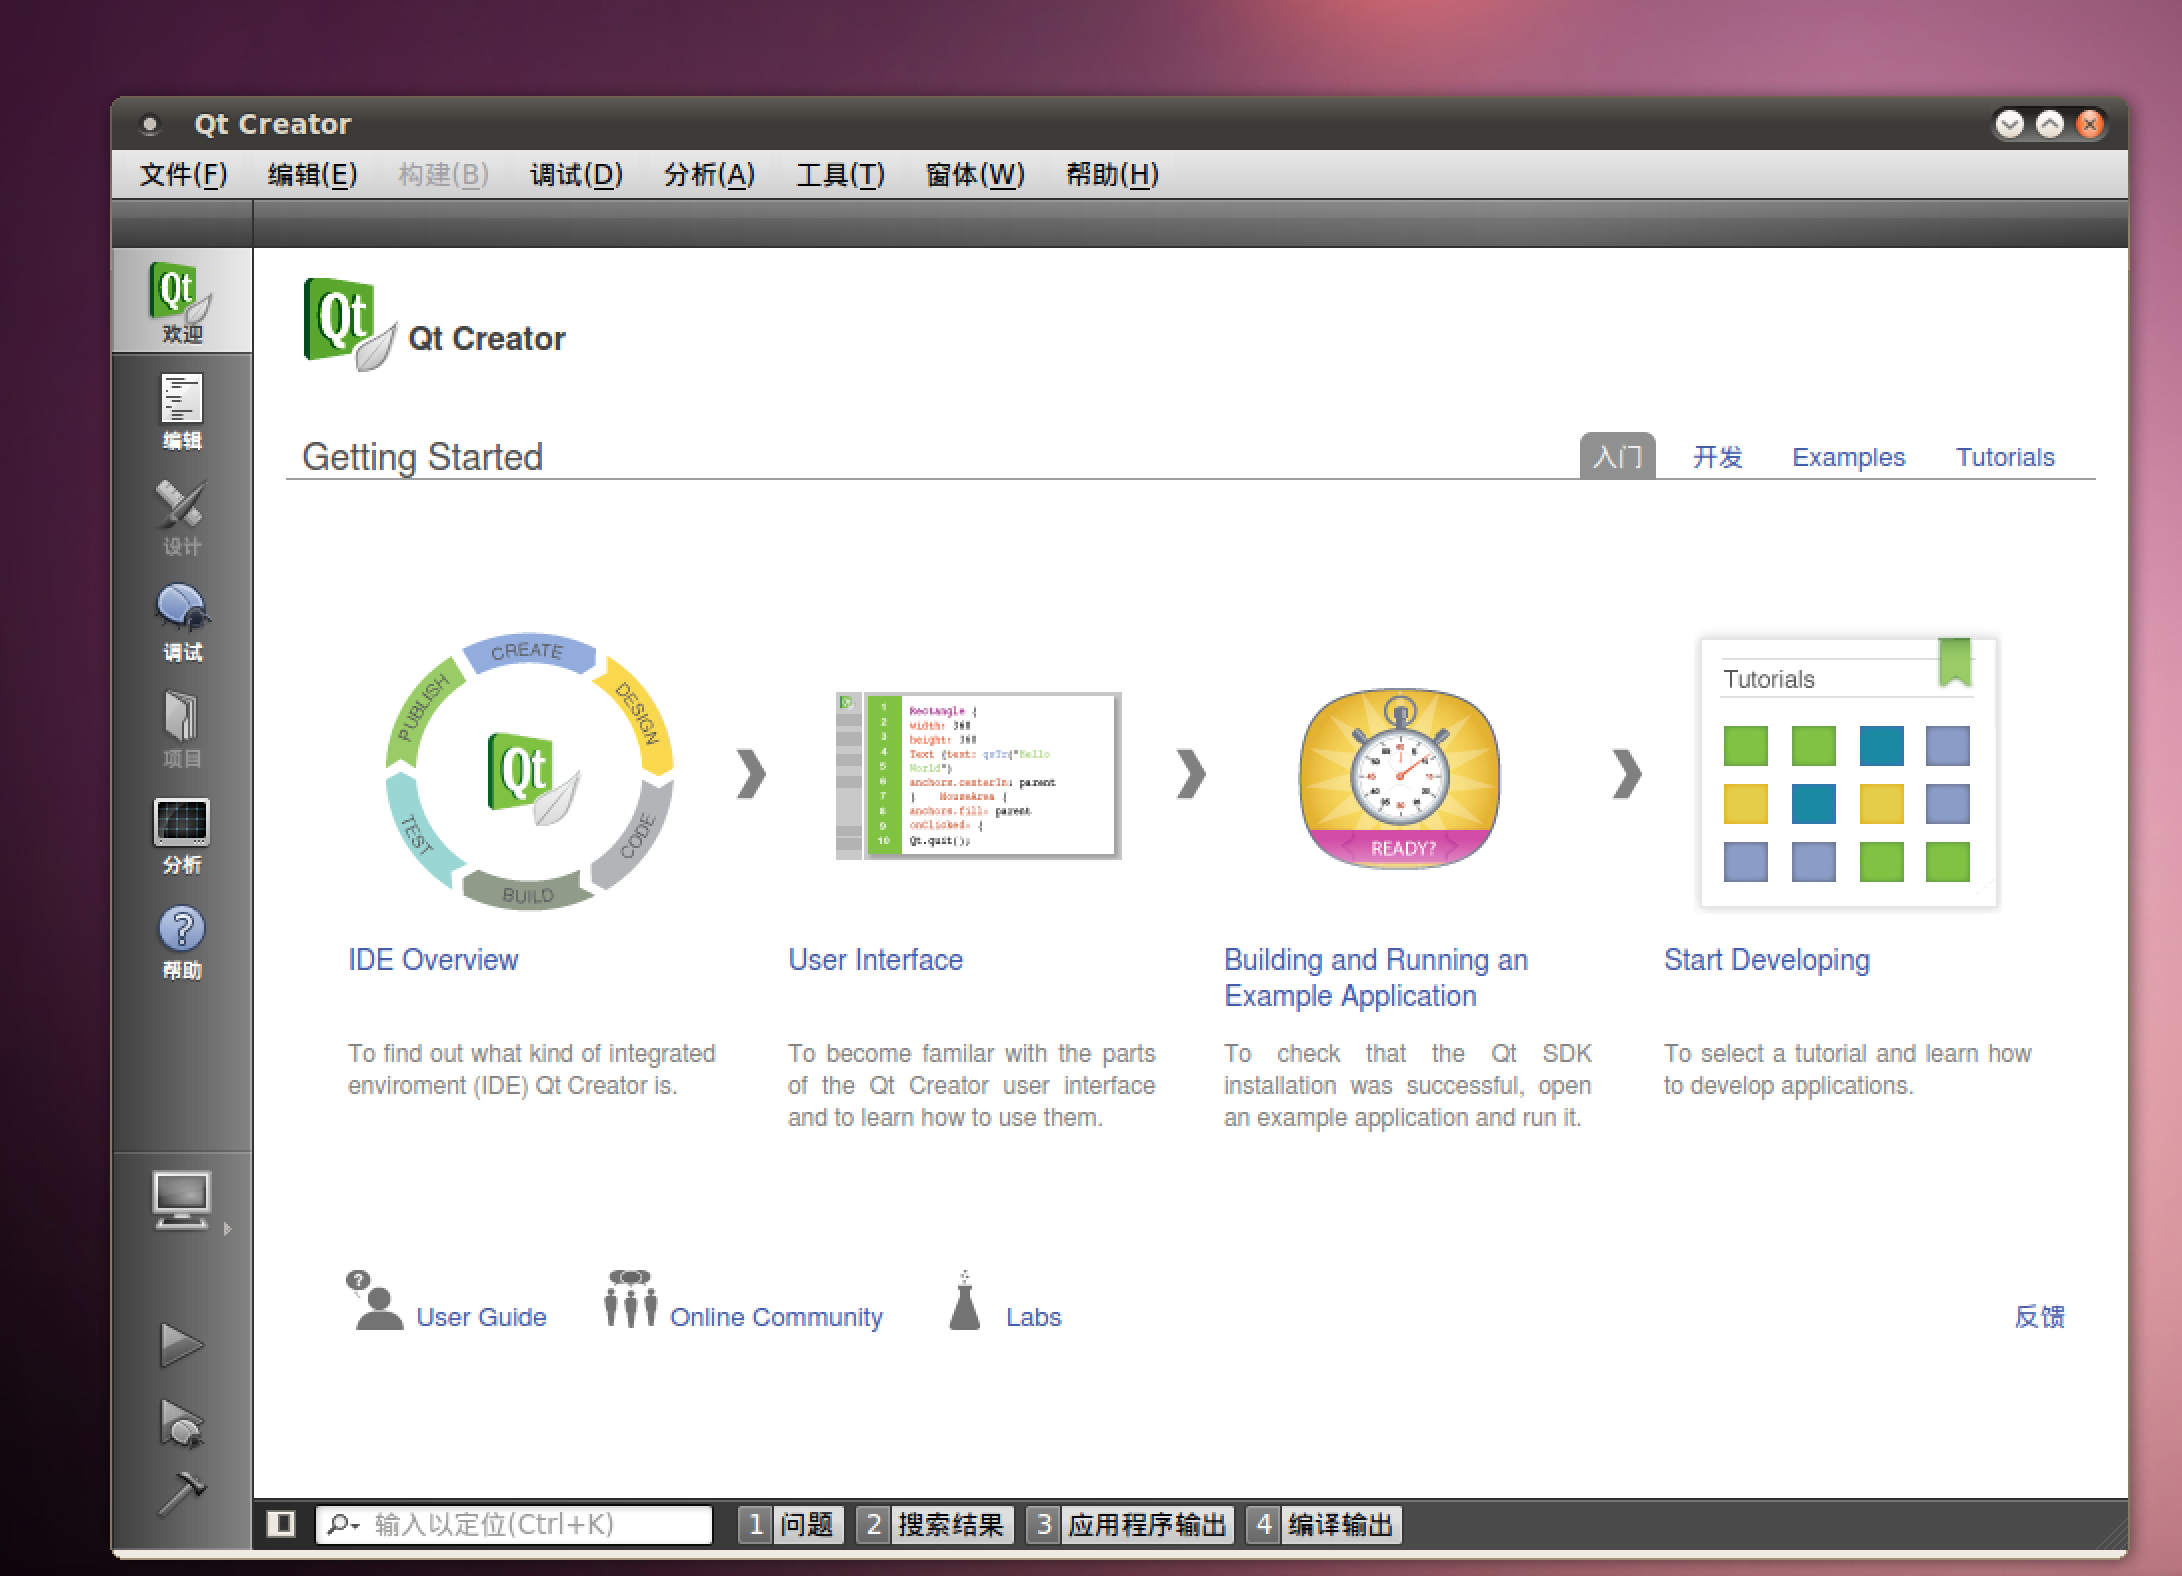 Qt Creator
文件(F) 编辑(E) 构建(B) 调试(D) 分析(A) 工具(T) 窗体(W) 帮助(H)
Qt
欢迎
编辑
设计
调试
项目
分析
帮助
Qt Qt Creator
Getting Started
入门 开发 Examples Tutorials
CREATE
DESIGN
CODE
BUILD
TEST
PUBLISH
Qt
1 Rectangle {
2 width: 360
3 height: 360
4 Text {text: qsTr("Hello
5 World")
6 anchors.centerIn: parent
7 } MouseArea {
8 anchors.fill: parent
9 onClicked: {
10 Qt.quit();
READY?
Tutorials
IDE Overview
To find out what kind of integrated
enviroment (IDE) Qt Creator is.
User Interface
To become familar with the parts
of the Qt Creator user interface
and to learn how to use them.
Building and Running an
Example Application
To check that the Qt SDK
installation was successful, open
an example application and run it.
Start Developing
To select a tutorial and learn how
to develop applications.
User Guide Online Community Labs 反馈
输入以定位(Ctrl+K) 1 问题 2 搜索结果 3 应用程序输出 4 编译输出